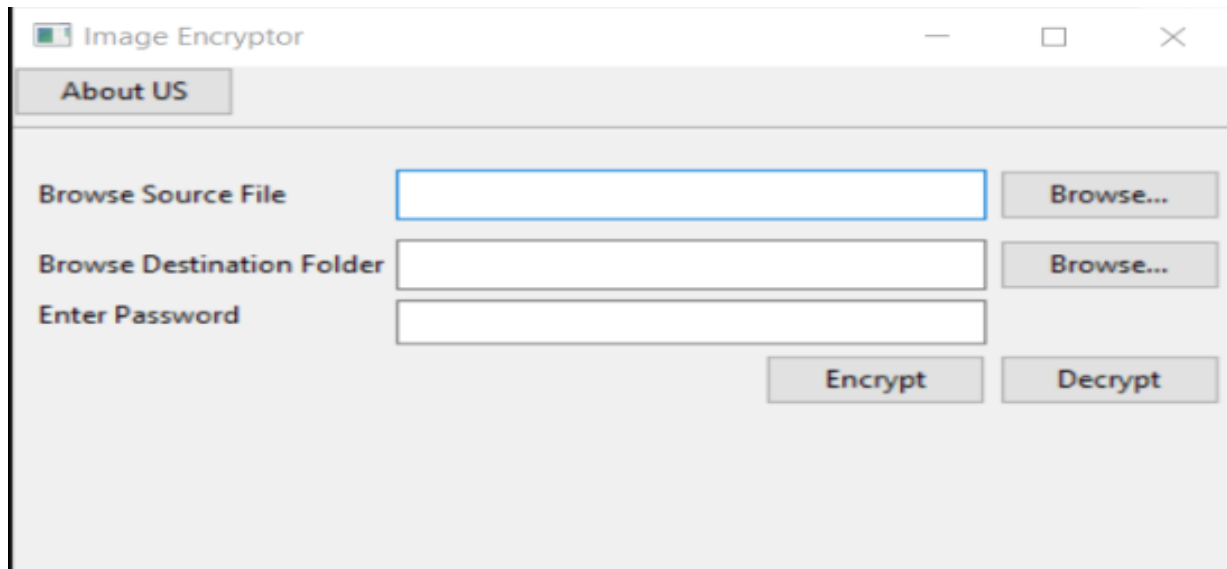 Image Encryptor
About US
Browse Source File Browse...
Browse Destination Folder Browse...
Enter Password
Encrypt Decrypt